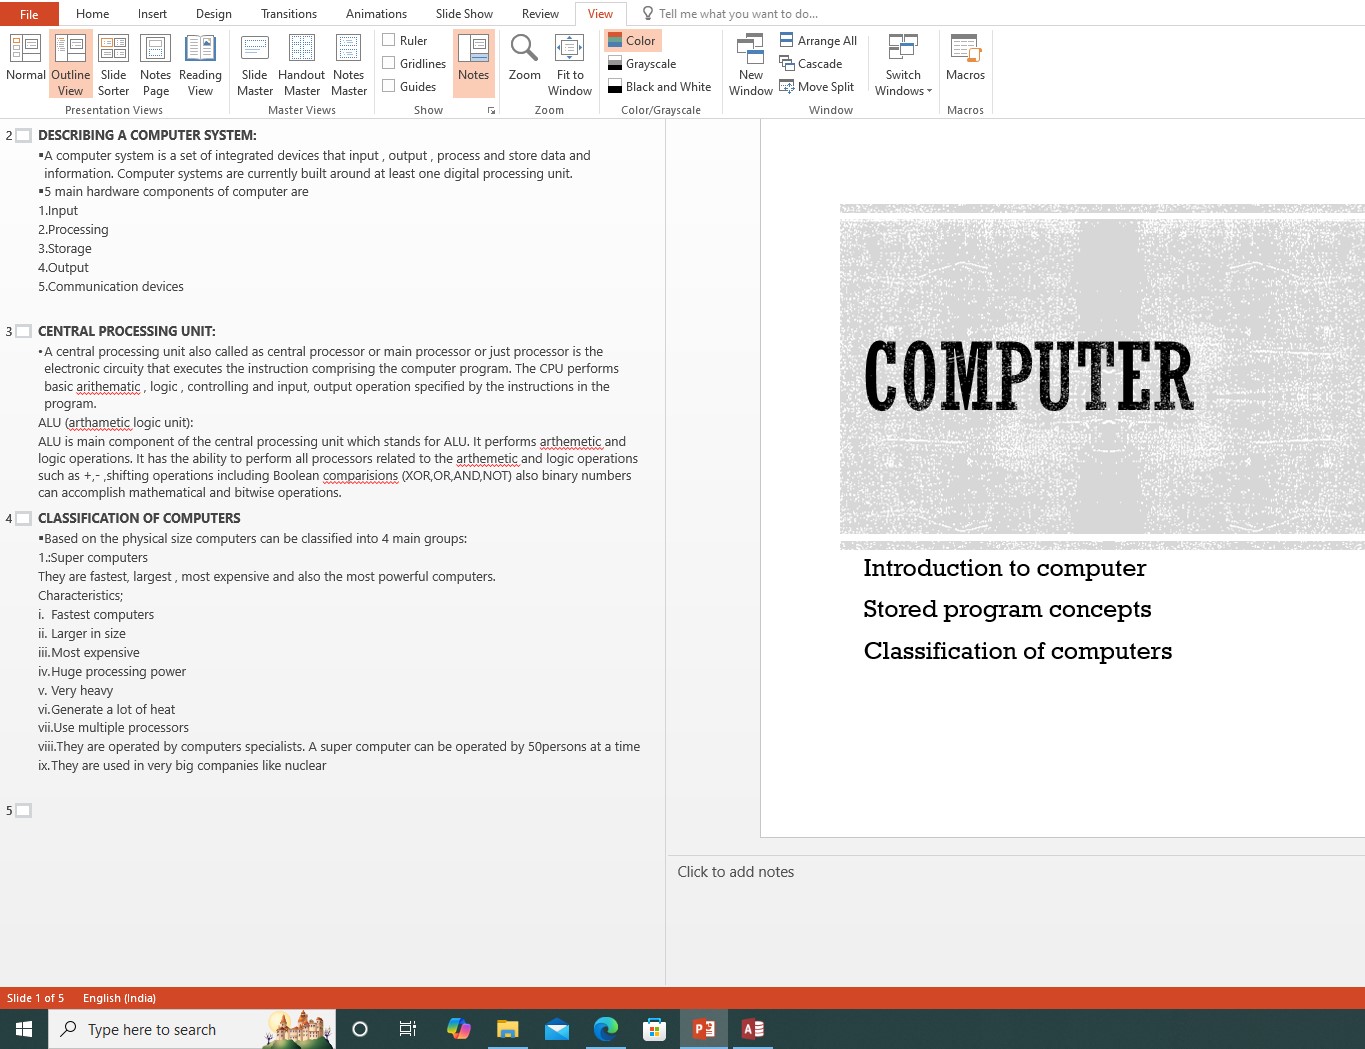 File Home Insert Design Transitions Animations Slide Show Review View Tell me what you want to do...
Normal Outline View Slide Sorter Notes Page Reading View Slide Master Handout Master Notes Master Ruler Gridlines Guides Notes Zoom Fit to Window Color Grayscale Black and White New Window Arrange All Cascade Move Split Switch Windows Macros
Presentation Views Master Views Show Zoom Color/Grayscale Window Macros
2 DESCRIBING A COMPUTER SYSTEM:
▪A computer system is a set of integrated devices that input , output , process and store data and
information. Computer systems are currently built around at least one digital processing unit.
▪5 main hardware components of computer are
1.Input
2.Processing
3.Storage
4.Output
5.Communication devices
3 CENTRAL PROCESSING UNIT:
•A central processing unit also called as central processor or main processor or just processor is the
electronic circuity that executes the instruction comprising the computer program. The CPU performs
basic arithematic , logic , controlling and input, output operation specified by the instructions in the
program.
ALU (arthametic logic unit):
ALU is main component of the central processing unit which stands for ALU. It performs arthemetic and
logic operations. It has the ability to perform all processors related to the arthemetic and logic operations
such as +,- ,shifting operations including Boolean comparisions (XOR,OR,AND,NOT) also binary numbers
can accomplish mathematical and bitwise operations.
4 CLASSIFICATION OF COMPUTERS
▪Based on the physical size computers can be classified into 4 main groups:
1.:Super computers
They are fastest, largest , most expensive and also the most powerful computers.
Characteristics;
i. Fastest computers
ii. Larger in size
iii.Most expensive
iv.Huge processing power
v. Very heavy
vi.Generate a lot of heat
vii.Use multiple processors
viii.They are operated by computers specialists. A super computer can be operated by 50persons at a time
ix.They are used in very big companies like nuclear
5
COMPUTER
Introduction to computer
Stored program concepts
Classification of computers
Click to add notes
Slide 1 of 5 English (India)
Type here to search